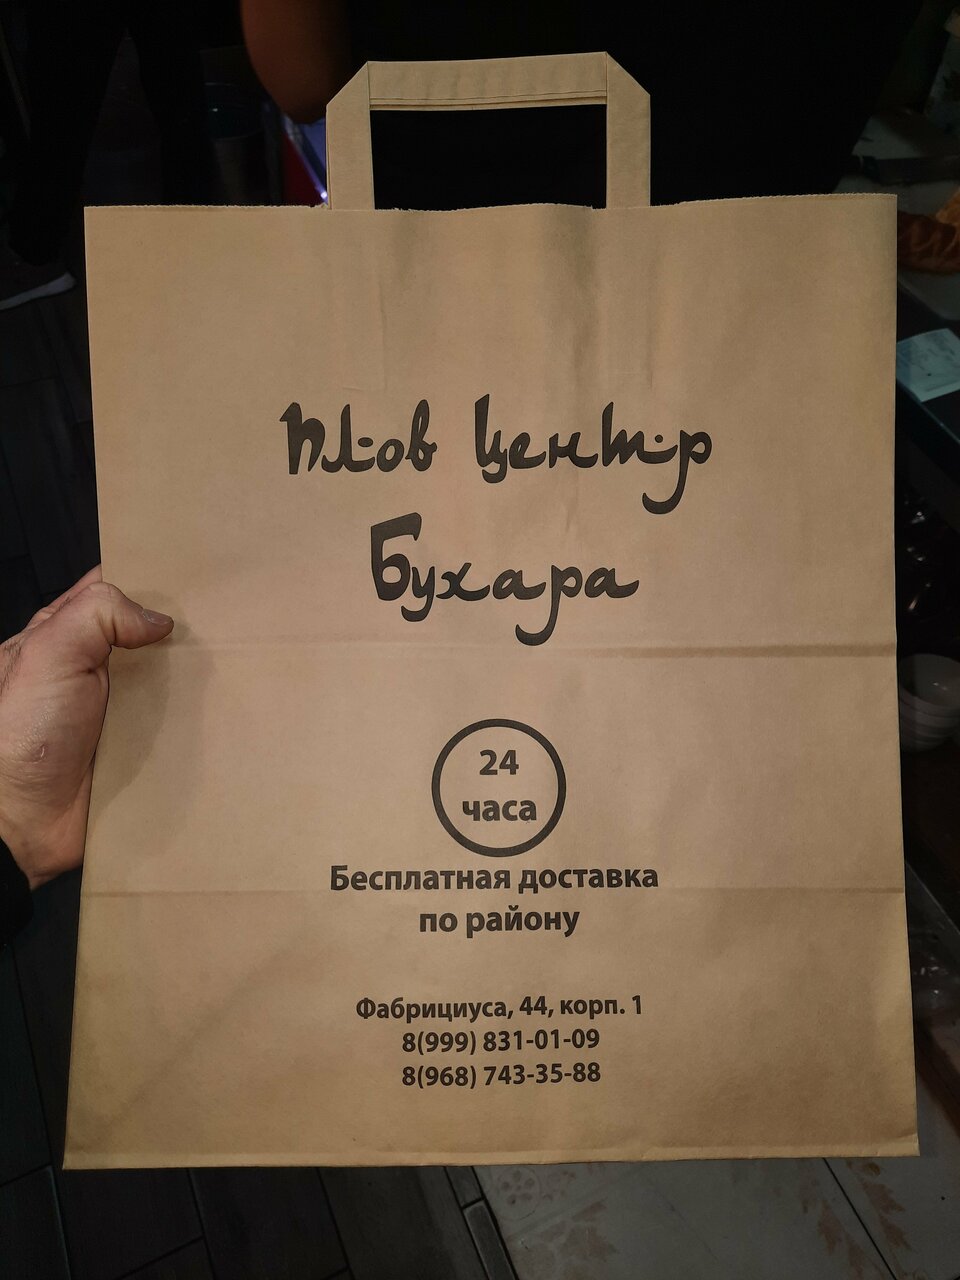 Плов Центр
Бухара
24
часа
Бесплатная доставка
по району
Фабрициуса, 44, корп. 1
8(999) 831-01-09
8(968) 743-35-88